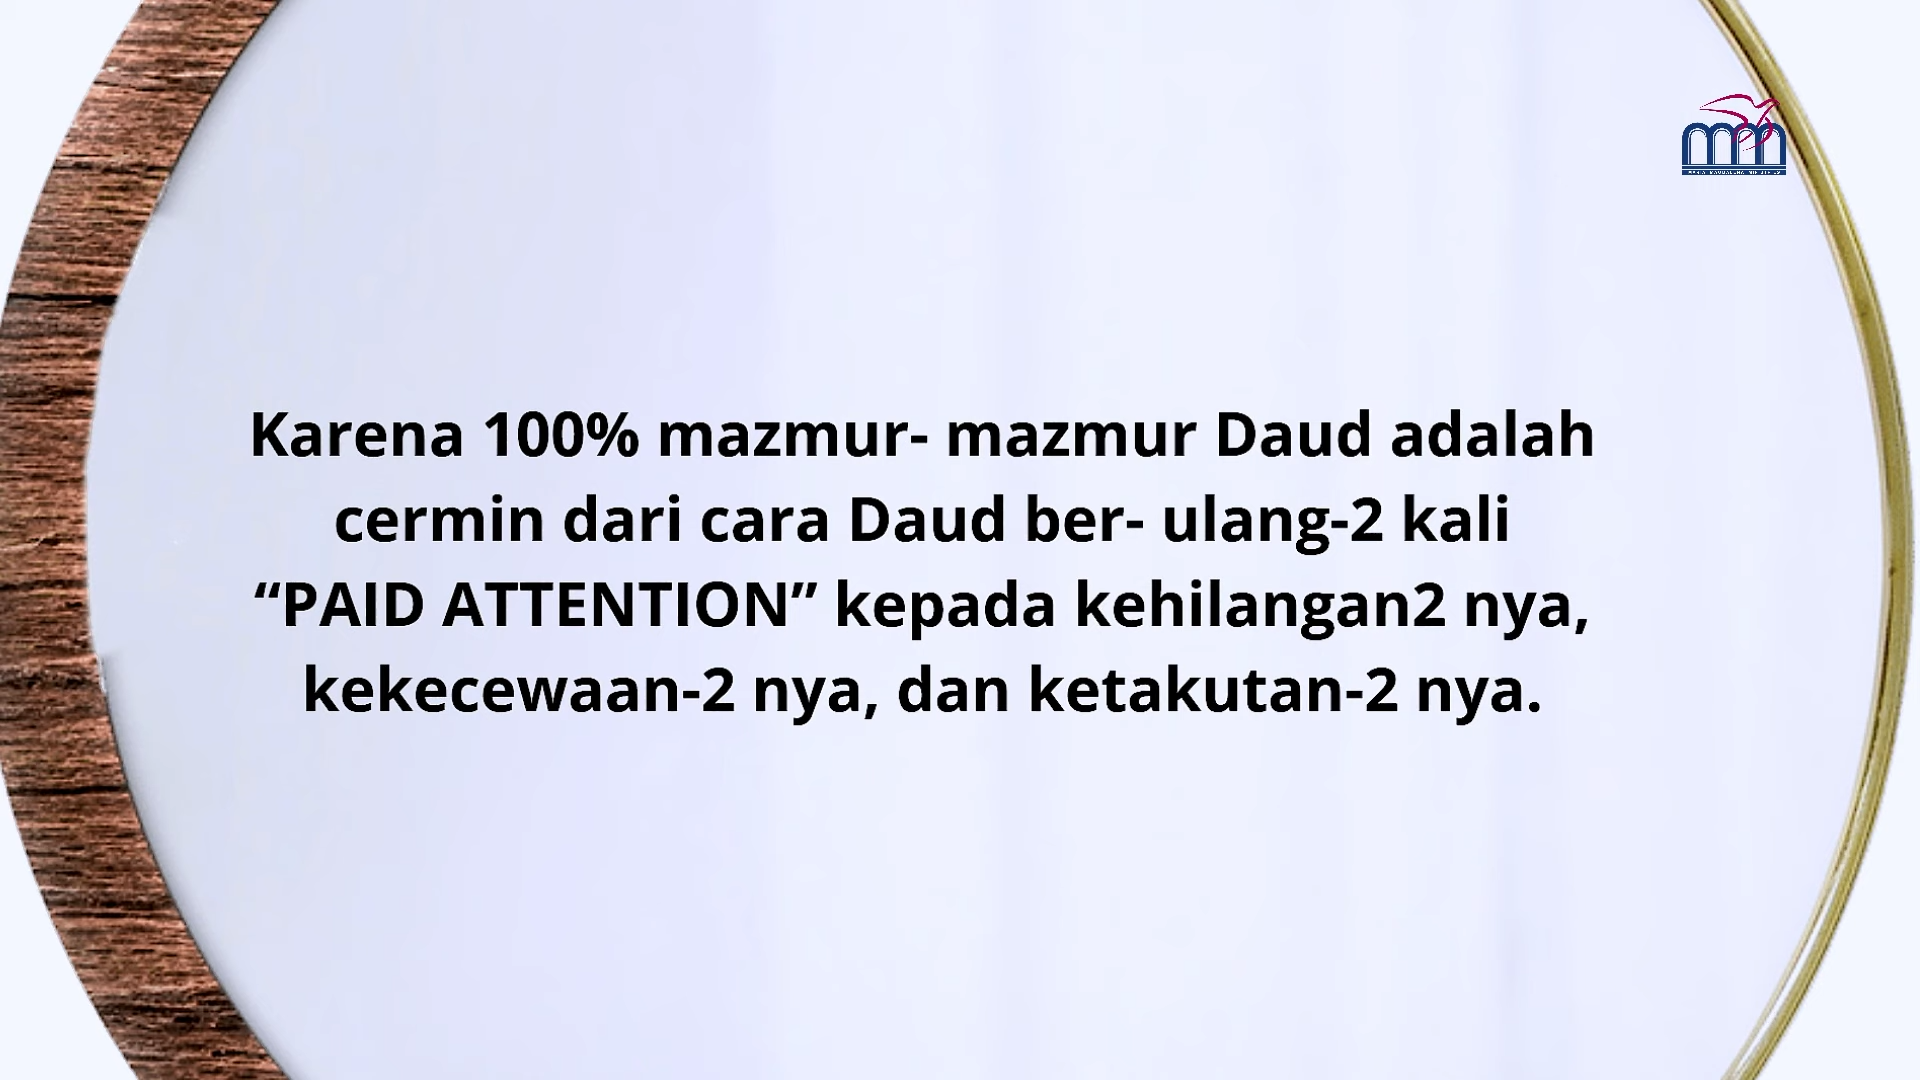 Karena 100% mazmur- mazmur Daud adalah
cermin dari cara Daud ber- ulang-2 kali
“PAID ATTENTION” kepada kehilangan2 nya,
kekecewaan-2 nya, dan ketakutan-2 nya.